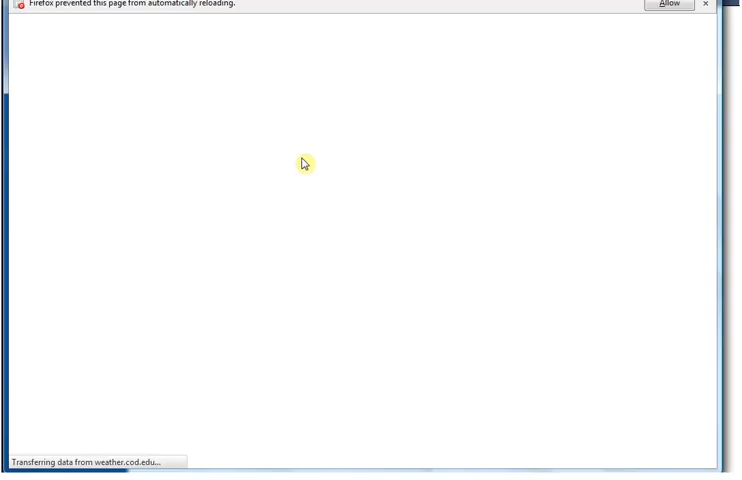 Firefox prevented this page from automatically reloading.
Allow
Transferring data from weather.cod.edu...